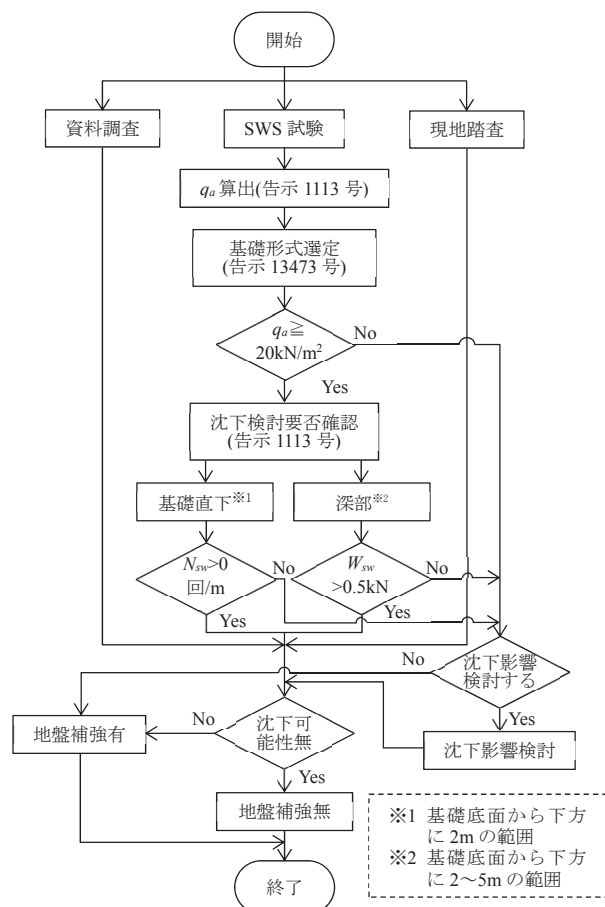 開始
資料調査
SWS 試験
現地踏査
qa 算出(告示 1113 号)
基礎形式選定
(告示 13473 号)
qa≧
20kN/m2
No
Yes
沈下検討要否確認
(告示 1113 号)
基礎直下※1
深部※2
Nsw>0
回/m
No
Wsw
>0.5kN
No
Yes
Yes
No
沈下影響
検討する
Yes
沈下影響検討
地盤補強有
No
沈下可
能性無
Yes
地盤補強無
終了
※1 基礎底面から下方
に 2m の範囲
※2 基礎底面から下方
に 2～5m の範囲